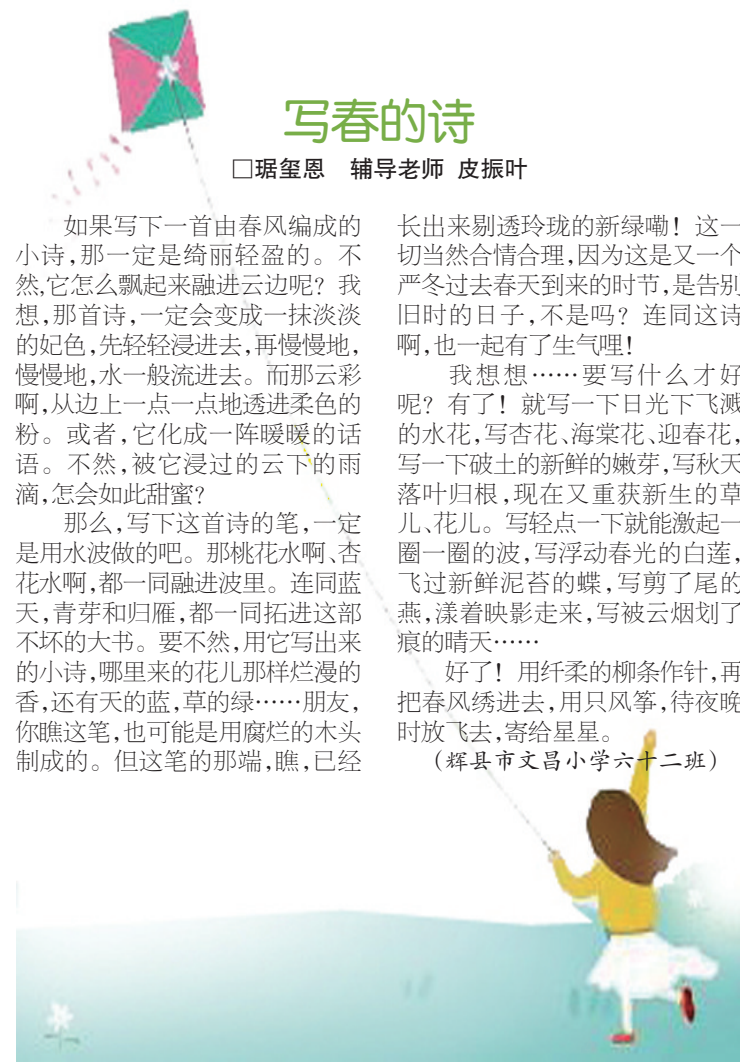 写春的诗
□琚玺恩 辅导老师 皮振叶
如果写下一首由春风编成的
小诗，那一定是绮丽轻盈的。不
然，它怎么飘起来融进云边呢？我
想，那首诗，一定会变成一抹淡淡
的妃色，先轻轻浸进去，再慢慢地，
慢慢地，水一般流进去。而那云彩
啊，从边上一点一点地透进柔色的
粉。或者，它化成一阵暖暖的话
语。不然，被它浸过的云下的雨
滴，怎会如此甜蜜？
那么，写下这首诗的笔，一定
是用水波做的吧。那桃花水啊、杏
花水啊，都一同融进波里。连同蓝
天，青芽和归雁，都一同拓进这部
不坏的大书。要不然，用它写出来
的小诗，哪里来的花儿那样烂漫的
香，还有天的蓝，草的绿……朋友，
你瞧这笔，也可能是用腐烂的木头
制成的。但这笔的那端，瞧，已经
长出来剔透玲珑的新绿嘞！这一
切当然合情合理，因为这是又一个
严冬过去春天到来的时节，是告别
旧时的日子，不是吗？连同这诗
啊，也一起有了生气哩！
我想想……要写什么才好
呢？有了！就写一下日光下飞溅
的水花，写杏花、海棠花、迎春花，
写一下破土的新鲜的嫩芽，写秋天
落叶归根，现在又重获新生的草
儿、花儿。写轻点一下就能激起一
圈一圈的波，写浮动春光的白莲，
飞过新鲜泥苔的蝶，写剪了尾的
燕，漾着映影走来，写被云烟划了
痕的晴天……
好了！用纤柔的柳条作针，再
把春风绣进去，用只风筝，待夜晚
时放飞去，寄给星星。
（辉县市文昌小学六十二班）